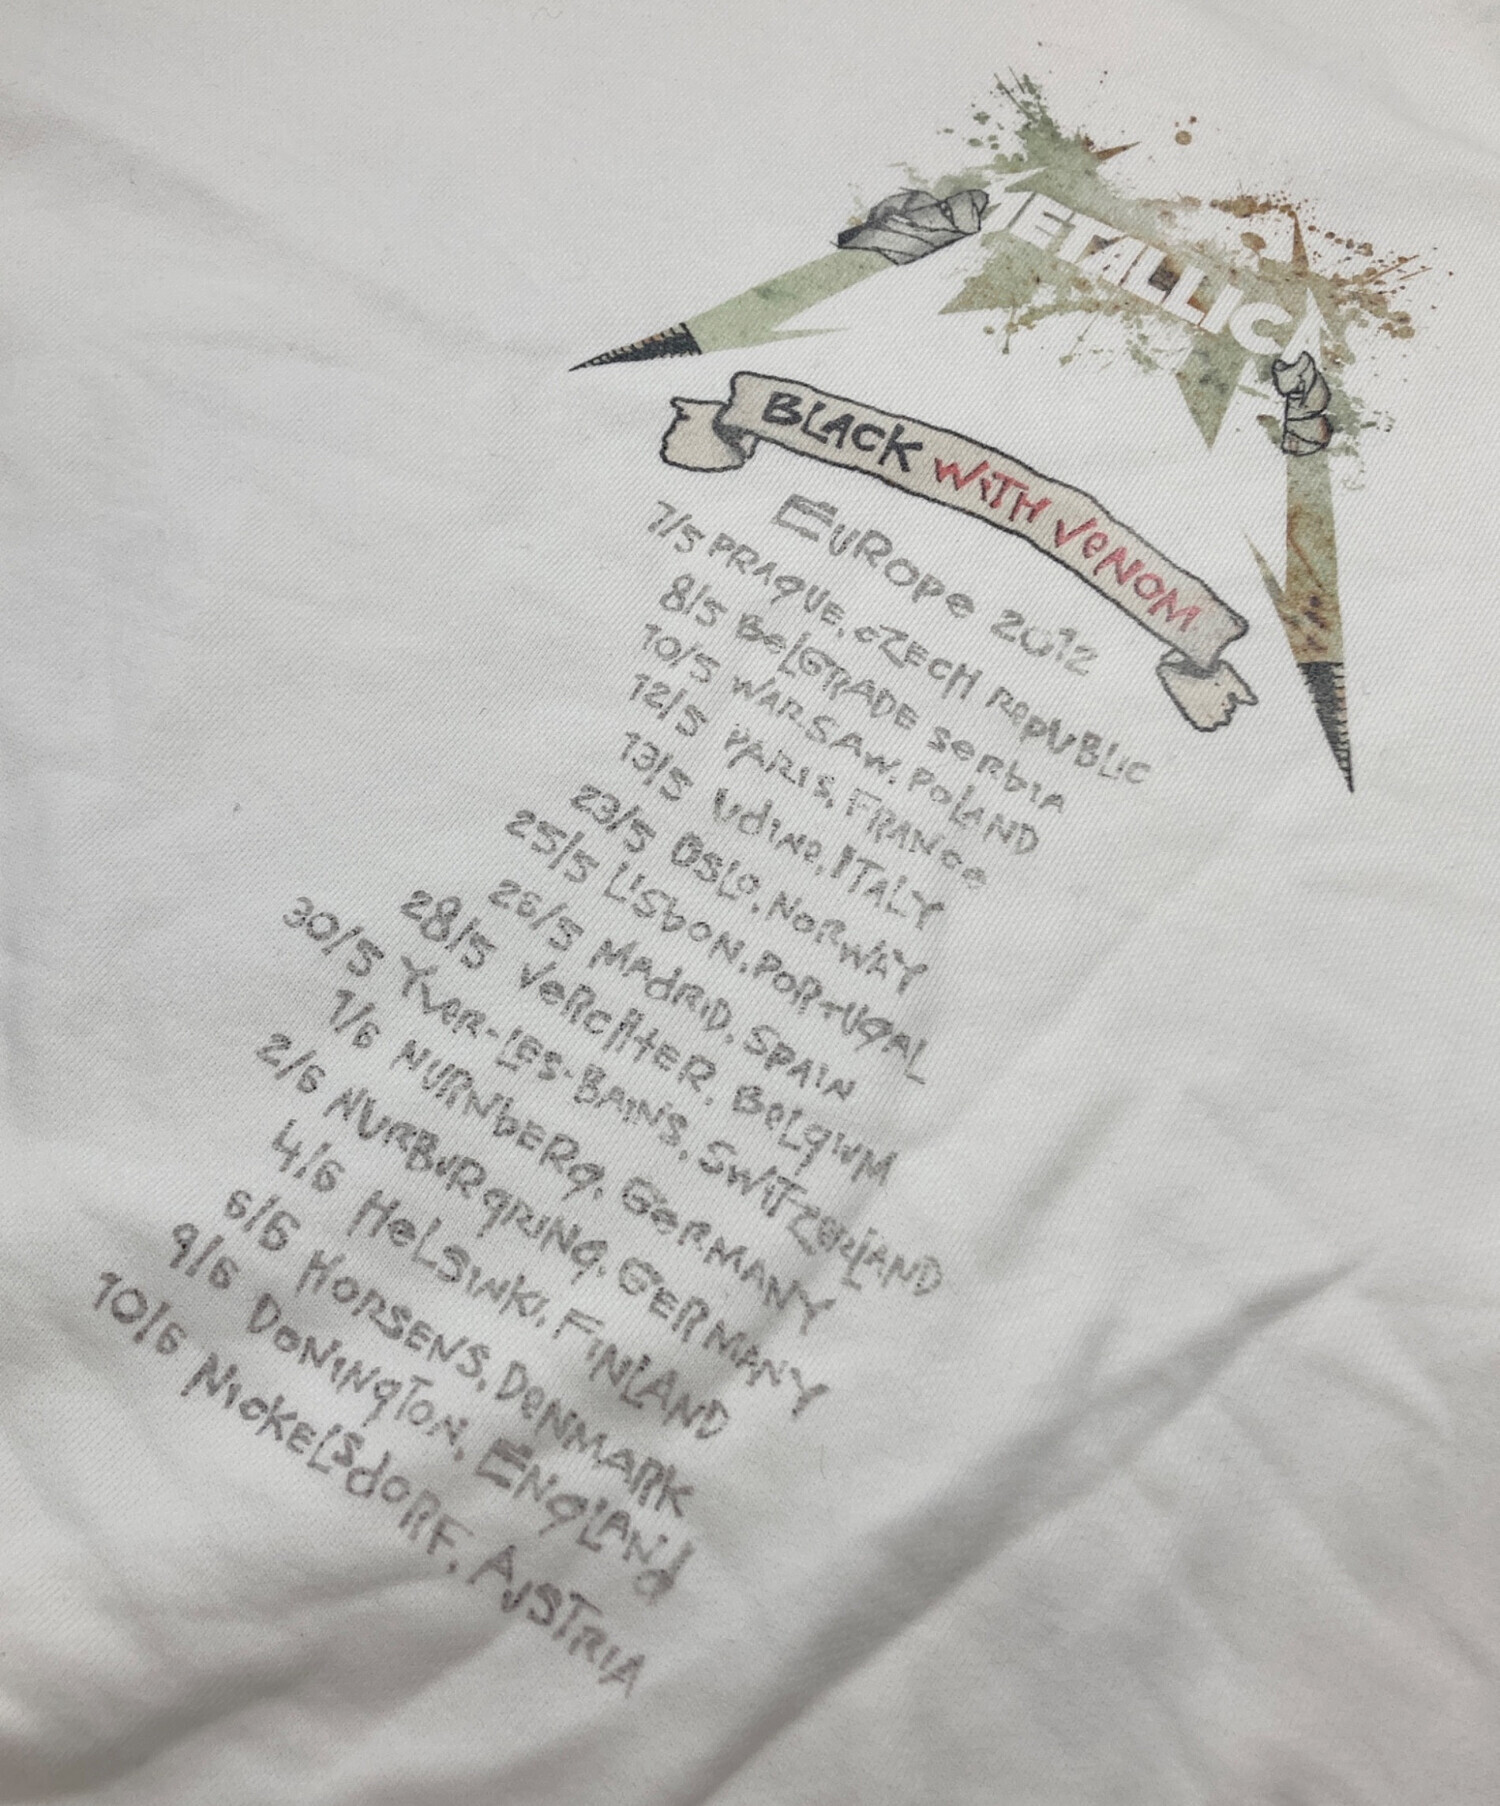 METALLICA
BLACK WITH VENOM
EUROPE 2012
7/5 PRAGUE, CZECH REPUBLIC
8/5 BELGRADE SERBIA
10/5 WARSAW, POLAND
12/5 PARIS, FRANCE
13/5 UDINE, ITALY
23/5 OSLO, NORWAY
25/5 LISBON, PORTUGAL
26/5 MADRID, SPAIN
28/5 VERCHTER, BELGIUM
30/5 YVER-LES-BAINS, SWITZERLAND
1/6 NURNBERG, GERMANY
2/6 NURBURGRING, GERMANY
4/6 HELSINKI, FINLAND
6/6 HORSENS, DENMARK
9/6 DONINGTON, ENGLAND
10/6 NICKELSDORF, AUSTRIA